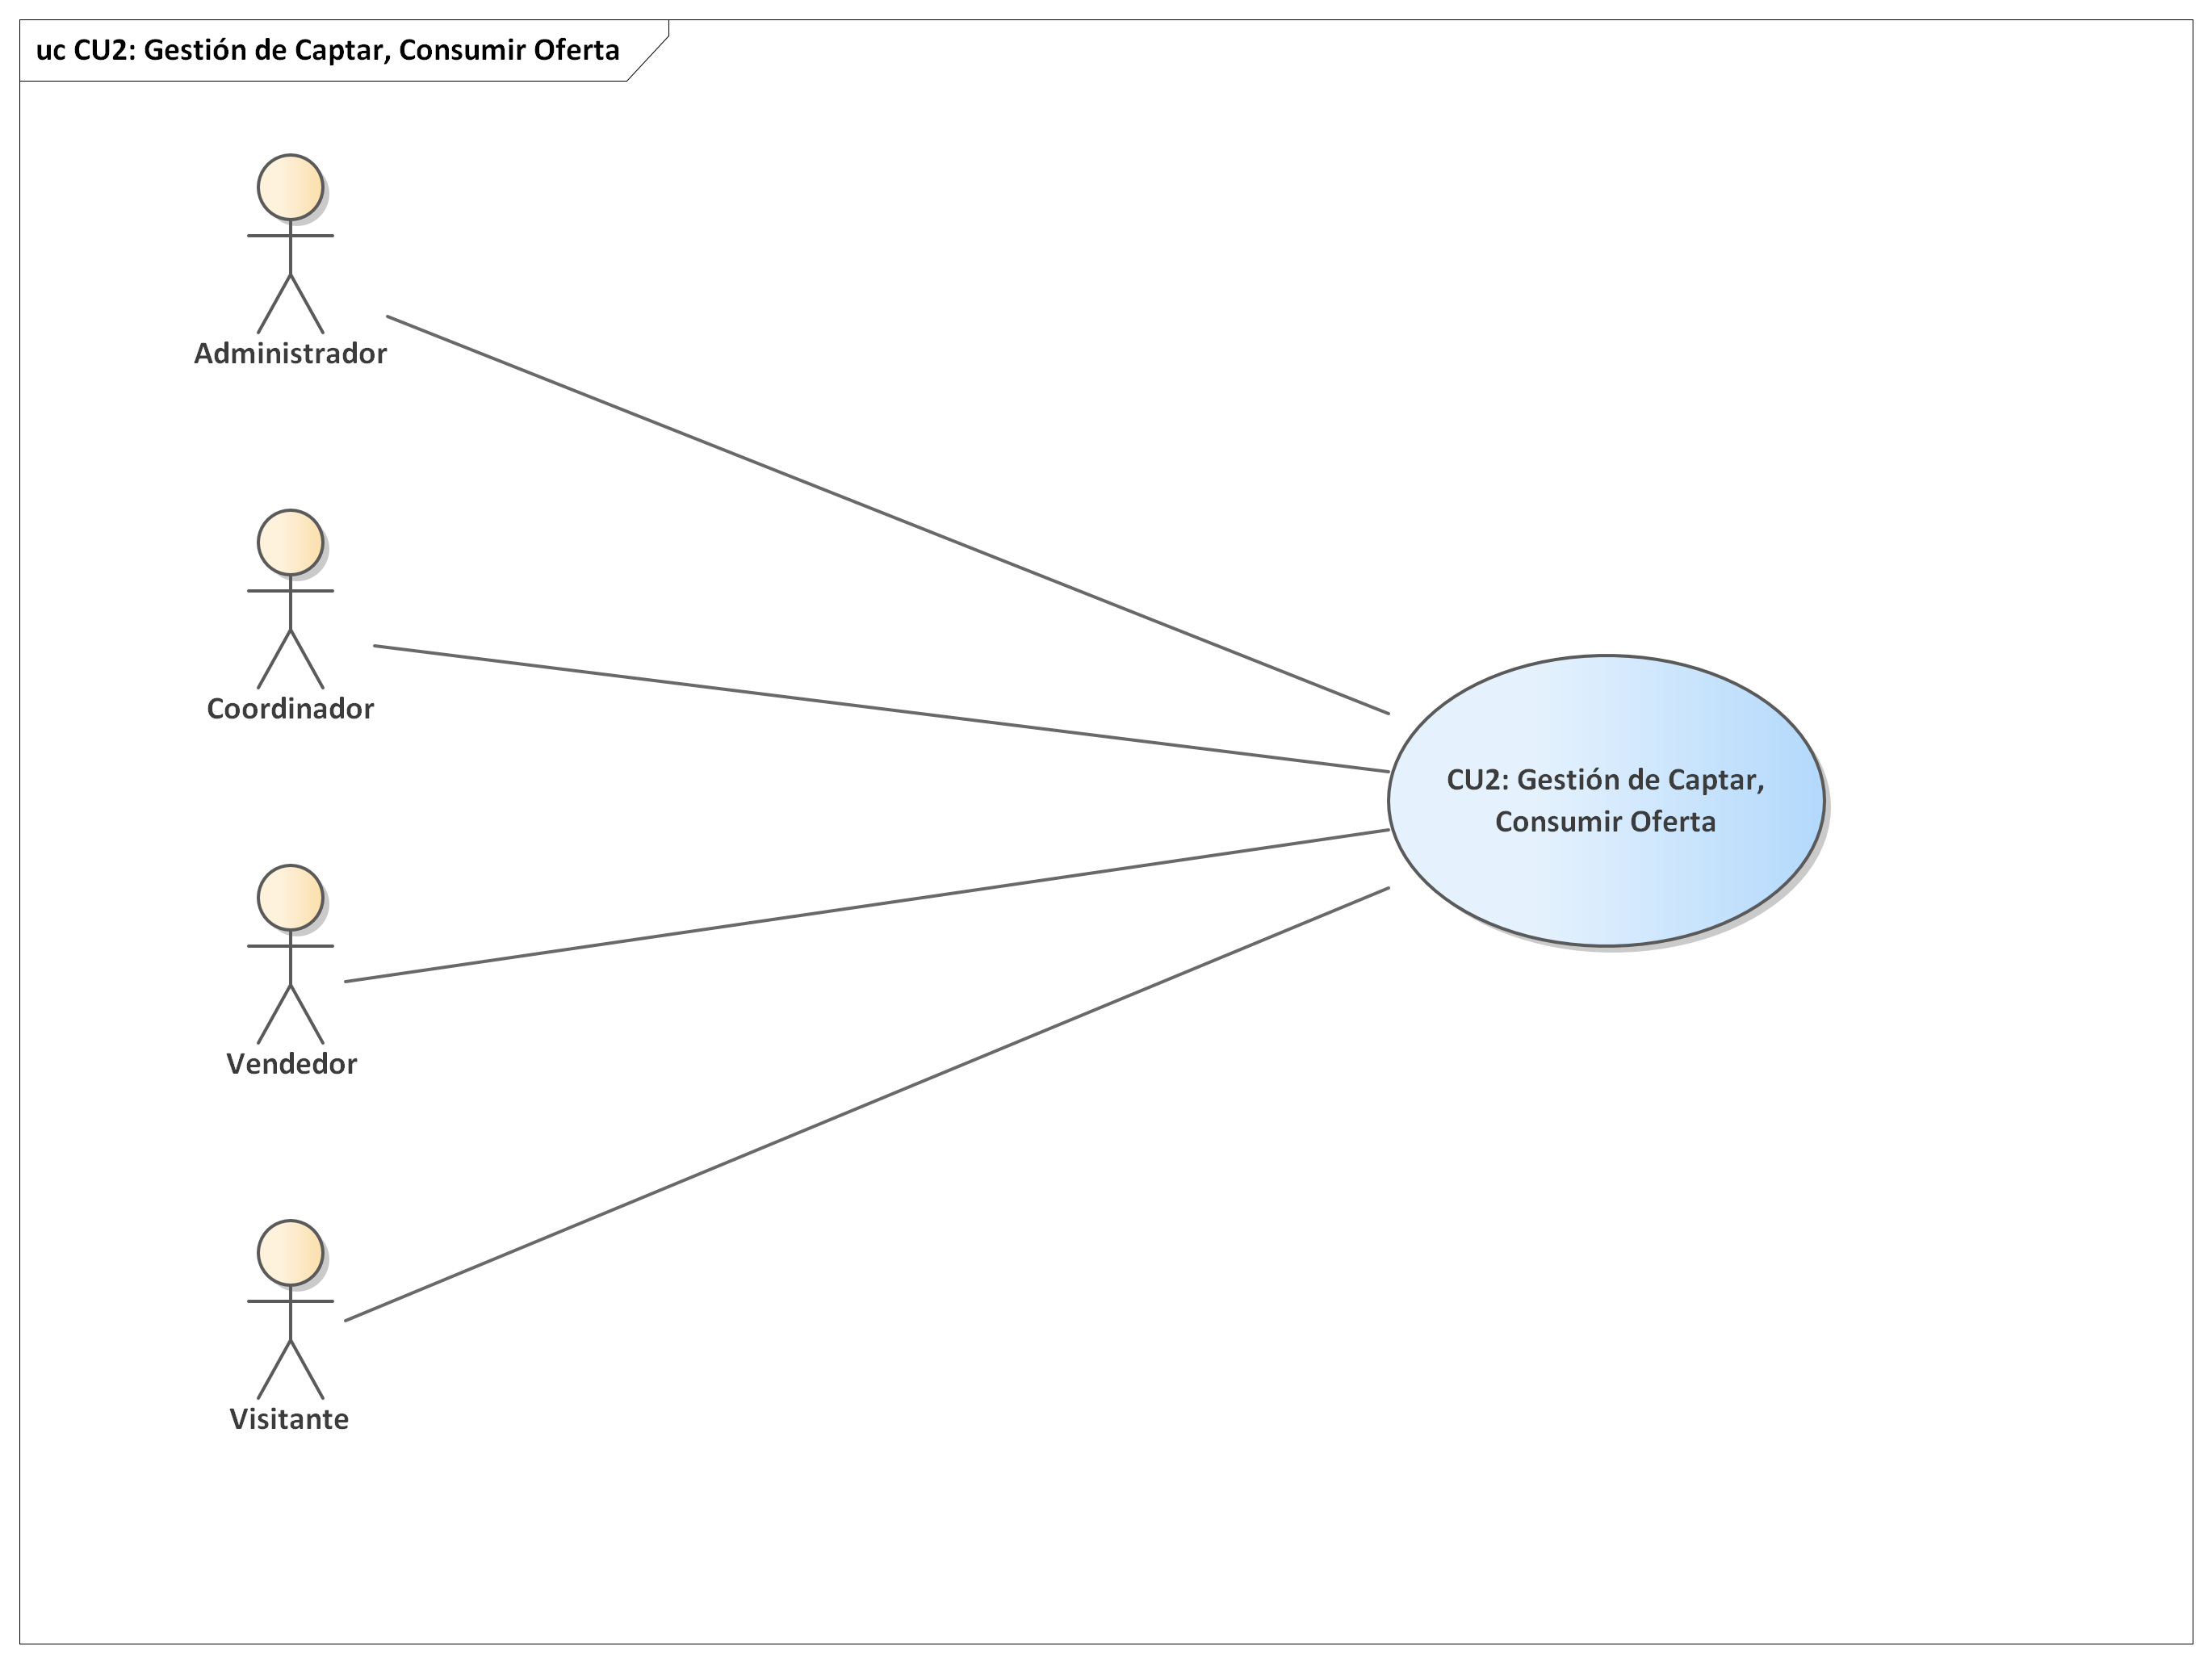 uc CU2: Gestión de Captar, Consumir Oferta
Administrador
Coordinador
CU2: Gestión de Captar,
Consumir Oferta
Vendedor
Visitante